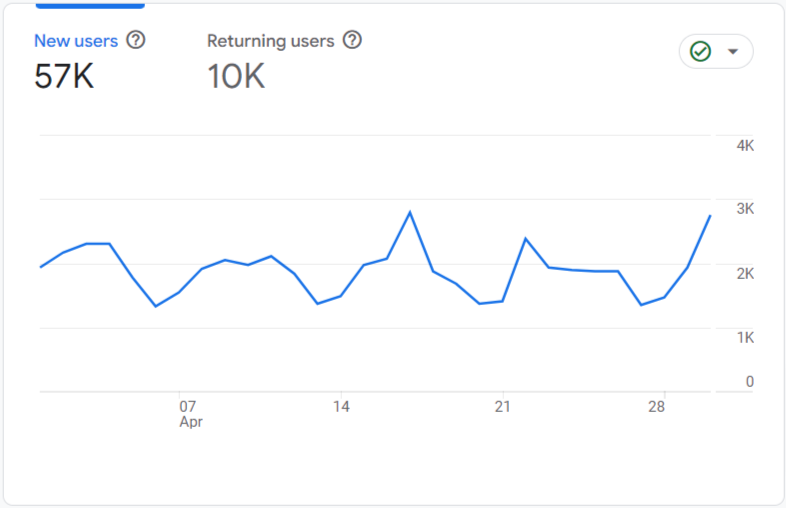 New users ? Returning users ?
57K 10K
4K
3K
2K
1K
0
07 14 21 28
Apr